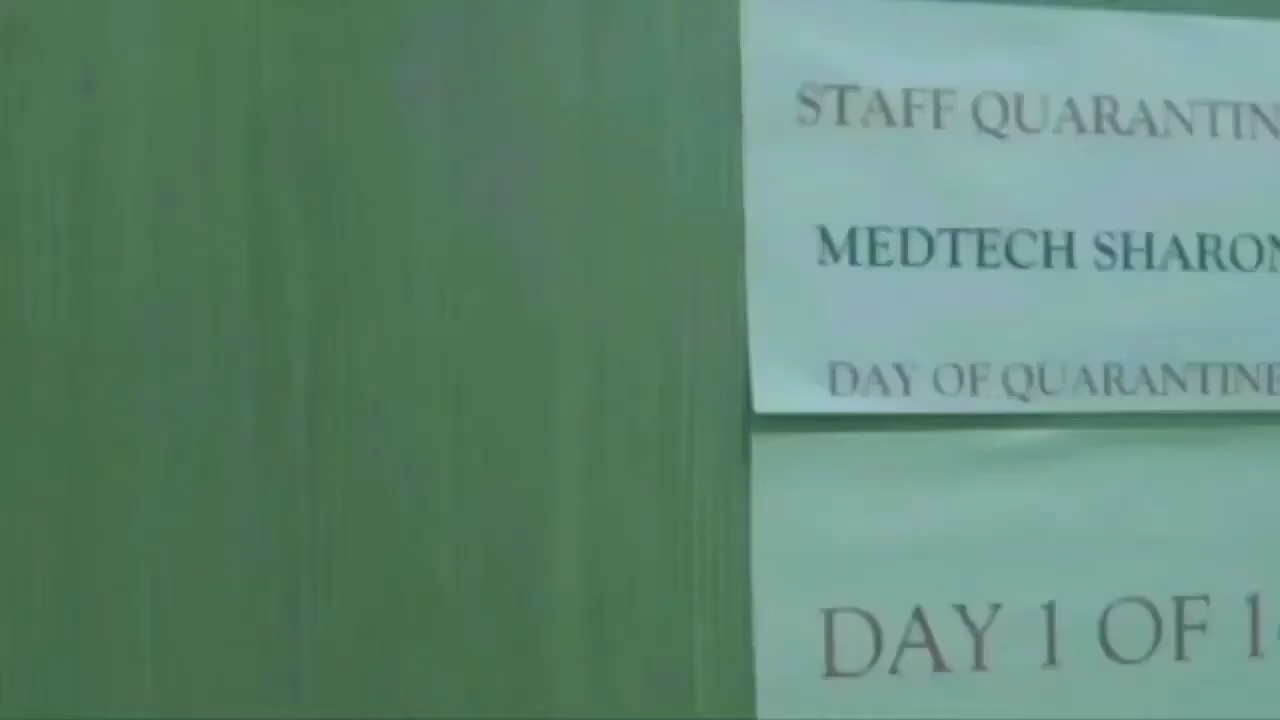 STAFF QUARANTIN
MEDTECH SHARON
DAY OF QUARANTINE
DAY 1 OF 1